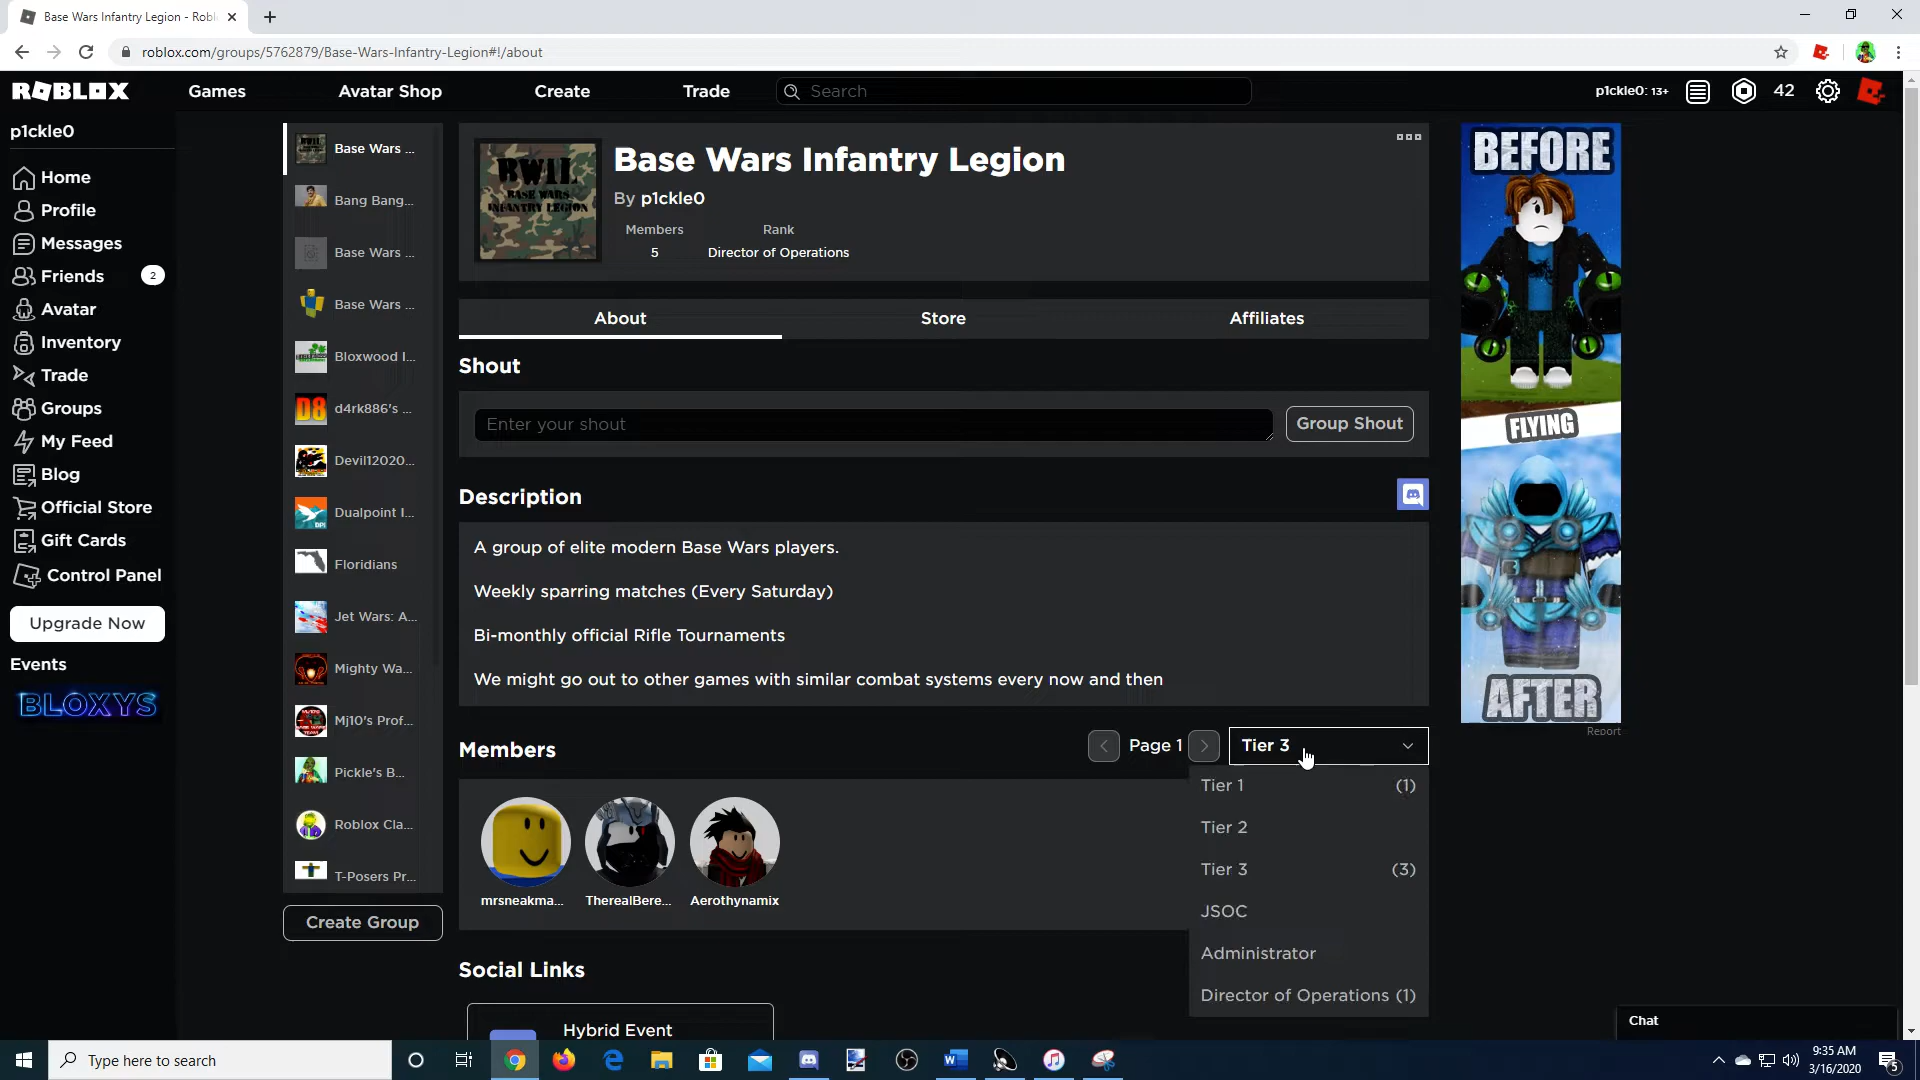 Base Wars Infantry Legion - Robl
roblox.com/groups/5762879/Base-Wars-Infantry-Legion#!/about
ROBLOX
Games
Avatar Shop
Create
Trade
Search
p1ckle0: 13+
42
p1ckle0
Home
Profile
Messages
Friends
2
Avatar
Inventory
Trade
Groups
My Feed
Blog
Official Store
Gift Cards
Control Panel
Upgrade Now
Events
BLOXYS
Base Wars ...
Bang Bang...
Base Wars ...
Base Wars ...
Bloxwood I...
D8
d4rk886's ...
Devil12020...
DPI
Dualpoint I...
Floridians
Jet Wars: A...
Mighty Wa...
Mj10's Prof...
Pickle's B...
Roblox Cla...
T-Posers Pr...
Create Group
BWIL
BASE WARS
INFANTRY LEGION
Base Wars Infantry Legion
By p1ckle0
Members
Rank
5
Director of Operations
About
Store
Affiliates
Shout
Enter your shout
Group Shout
Description
A group of elite modern Base Wars players.
Weekly sparring matches (Every Saturday)
Bi-monthly official Rifle Tournaments
We might go out to other games with similar combat systems every now and then
Members
Page 1
Tier 3
Tier 1 (1)
Tier 2
Tier 3 (3)
JSOC
Administrator
Director of Operations (1)
mrsneakma...
TherealBere...
Aerothynamix
Social Links
Hybrid Event
BEFORE
FLYING
AFTER
Report
Chat
Type here to search
9:35 AM
3/16/2020
5